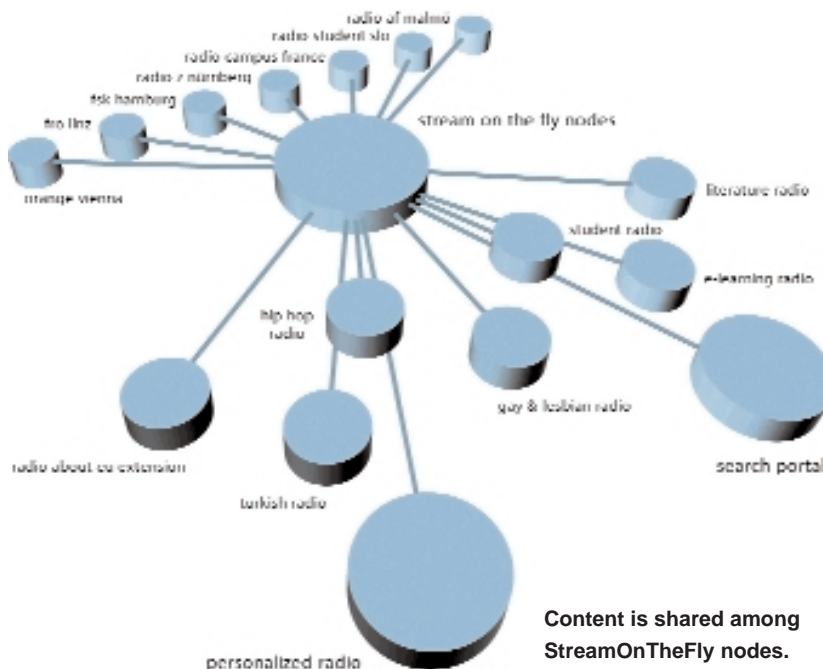 radio af malmö
radio student slo
radio campus france
radio z nürnberg
fsk hamburg
fro linz
orange vienna
stream on the fly nodes
literature radio
student radio
e-learning radio
hip hop
radio
gay & lesbian radio
search portal
radio about eu extension
turkish radio
personalized radio
Content is shared among
StreamOnTheFly nodes.